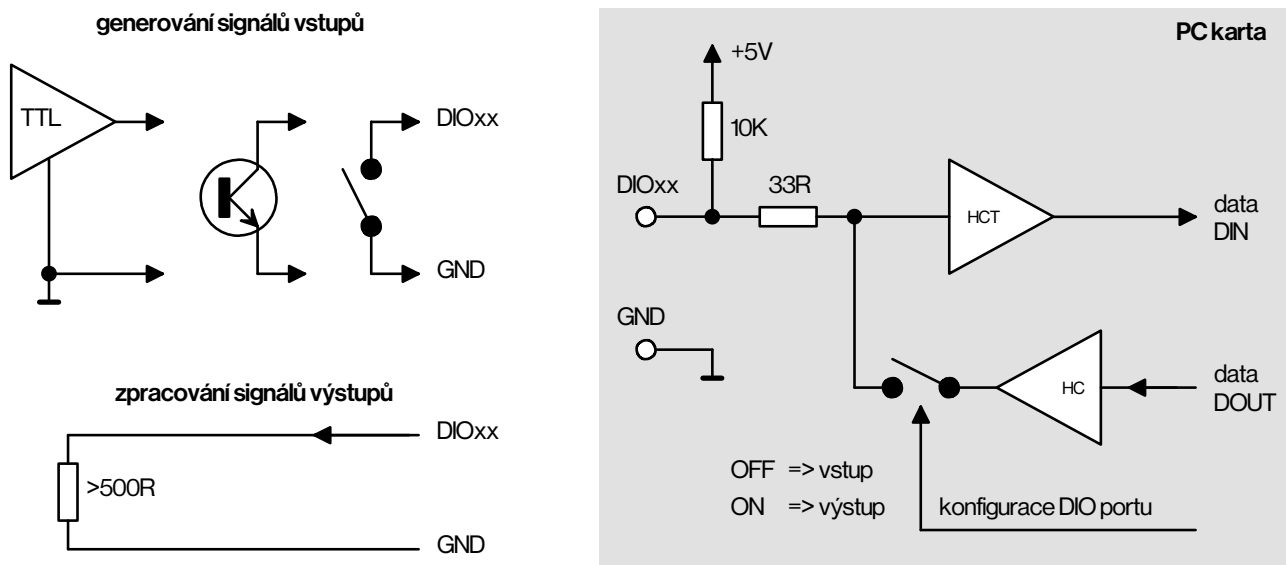 generování signálů vstupů
TTL
DIOxx
GND
zpracování signálů výstupů
DIOxx
>500R
GND
PC karta
+5V
10K
DIOxx
33R
HCT
data
DIN
GND
HC
data
DOUT
OFF => vstup
ON => výstup
konfigurace DIO portu